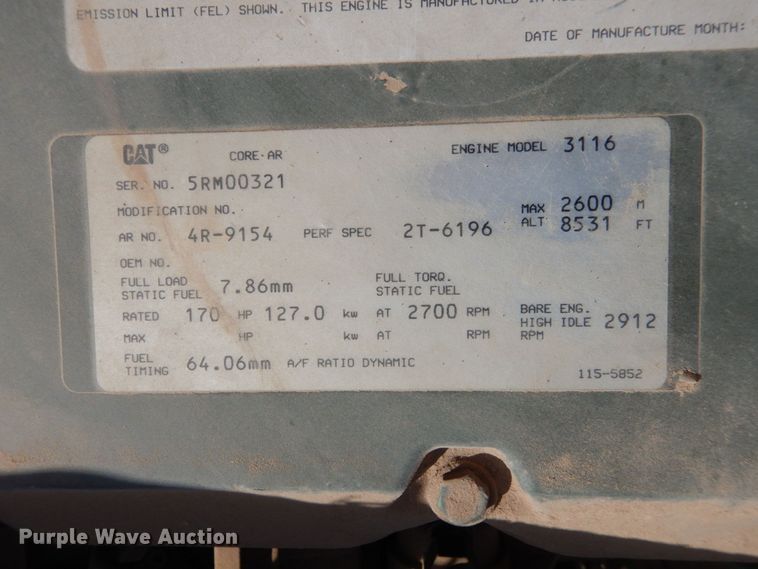 EMISSION LIMIT (FEL) SHOWN. THIS ENGINE IS MANUFACTURED IN
DATE OF MANUFACTURE MONTH:
CAT® CORE-AR ENGINE MODEL 3116
SER. NO. 5RM00321
MODIFICATION NO. MAX ALT 2600 M 8531 FT
AR NO. 4R-9154 PERF SPEC 2T-6196
OEM NO.
FULL LOAD STATIC FUEL 7.86mm FULL TORQ. STATIC FUEL
RATED 170 HP 127.0 kw AT 2700 RPM BARE ENG. HIGH IDLE 2912 RPM
MAX HP kw AT RPM
FUEL TIMING 64.06mm A/F RATIO DYNAMIC
115-5852
Purple Wave Auction